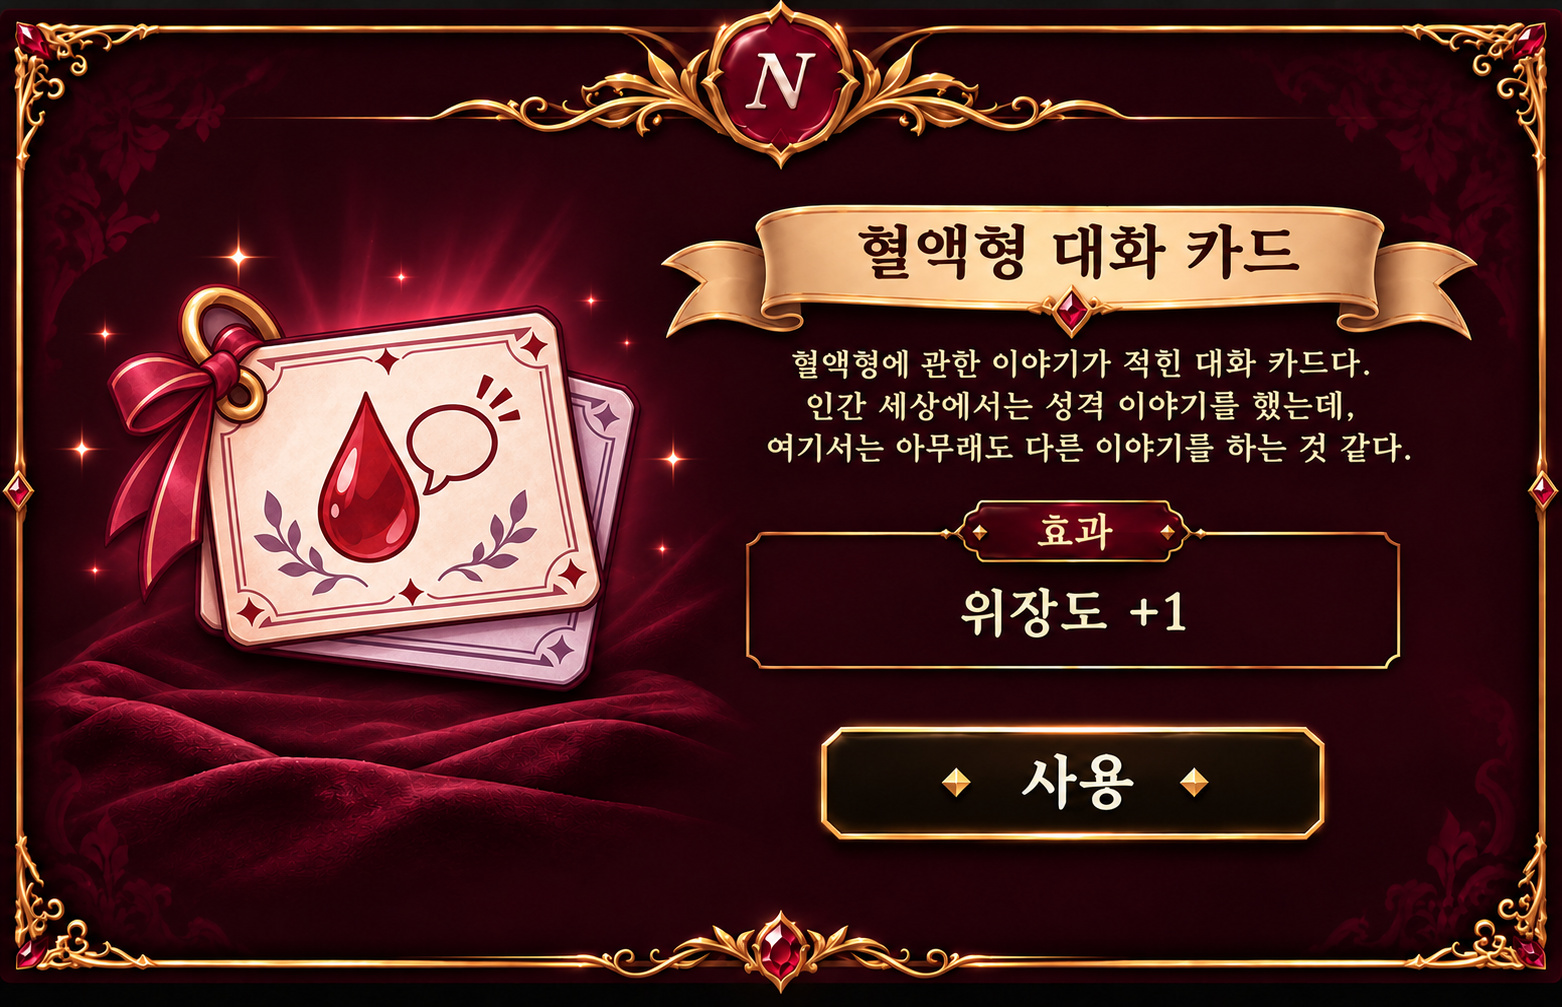 N
혈액형 대화 카드
혈액형에 관한 이야기가 적힌 대화 카드다.
인간 세상에서는 성격 이야기를 했는데,
여기서는 아무래도 다른 이야기를 하는 것 같다.
효과
위장도 +1
사용